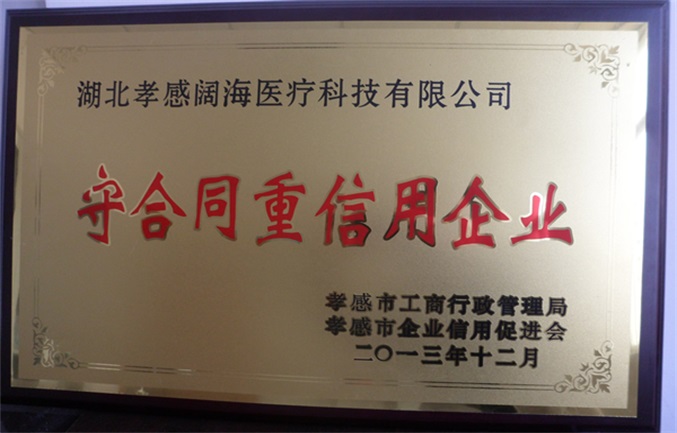 湖北孝感阔海医疗科技有限公司
守合同重信用企业
孝感市工商行政管理局
孝感市企业信用促进会
二〇一三年十二月